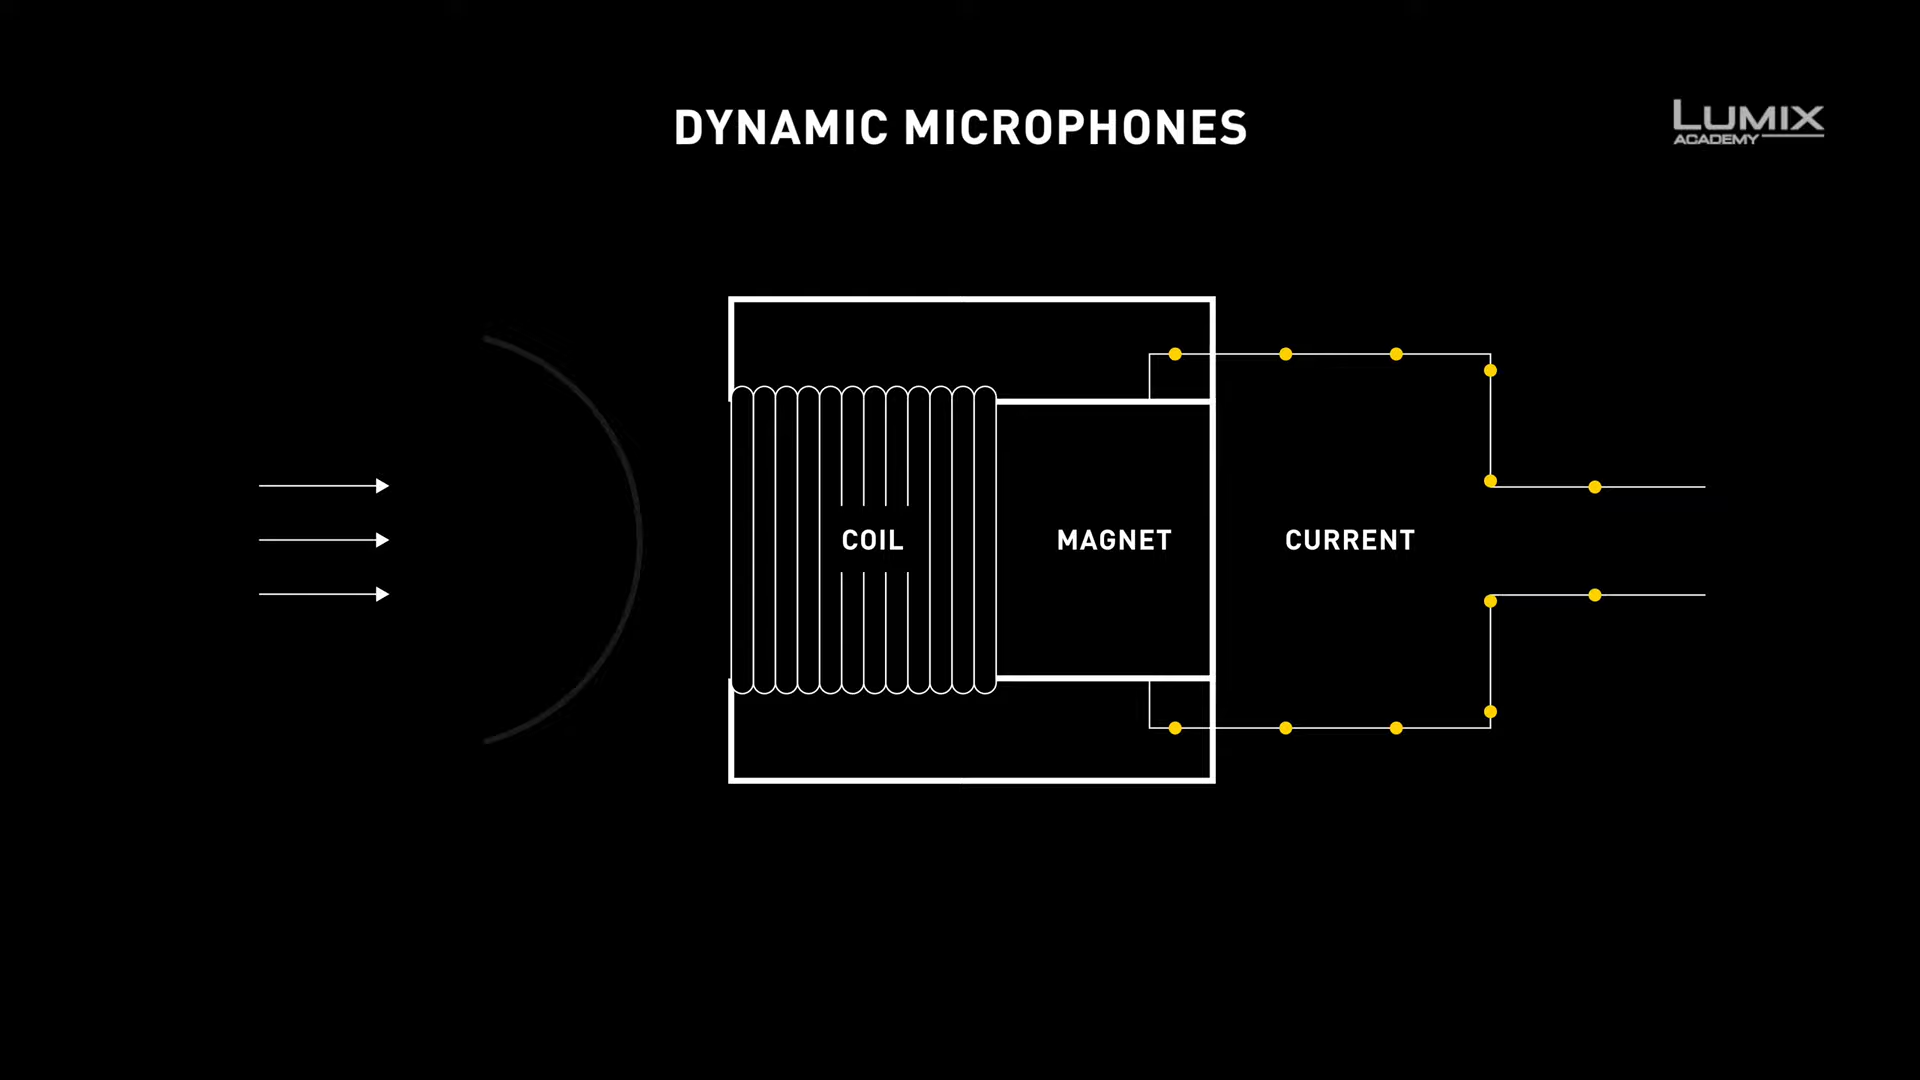 DYNAMIC MICROPHONES
LUMIX
ACADEMY
COIL
MAGNET
CURRENT